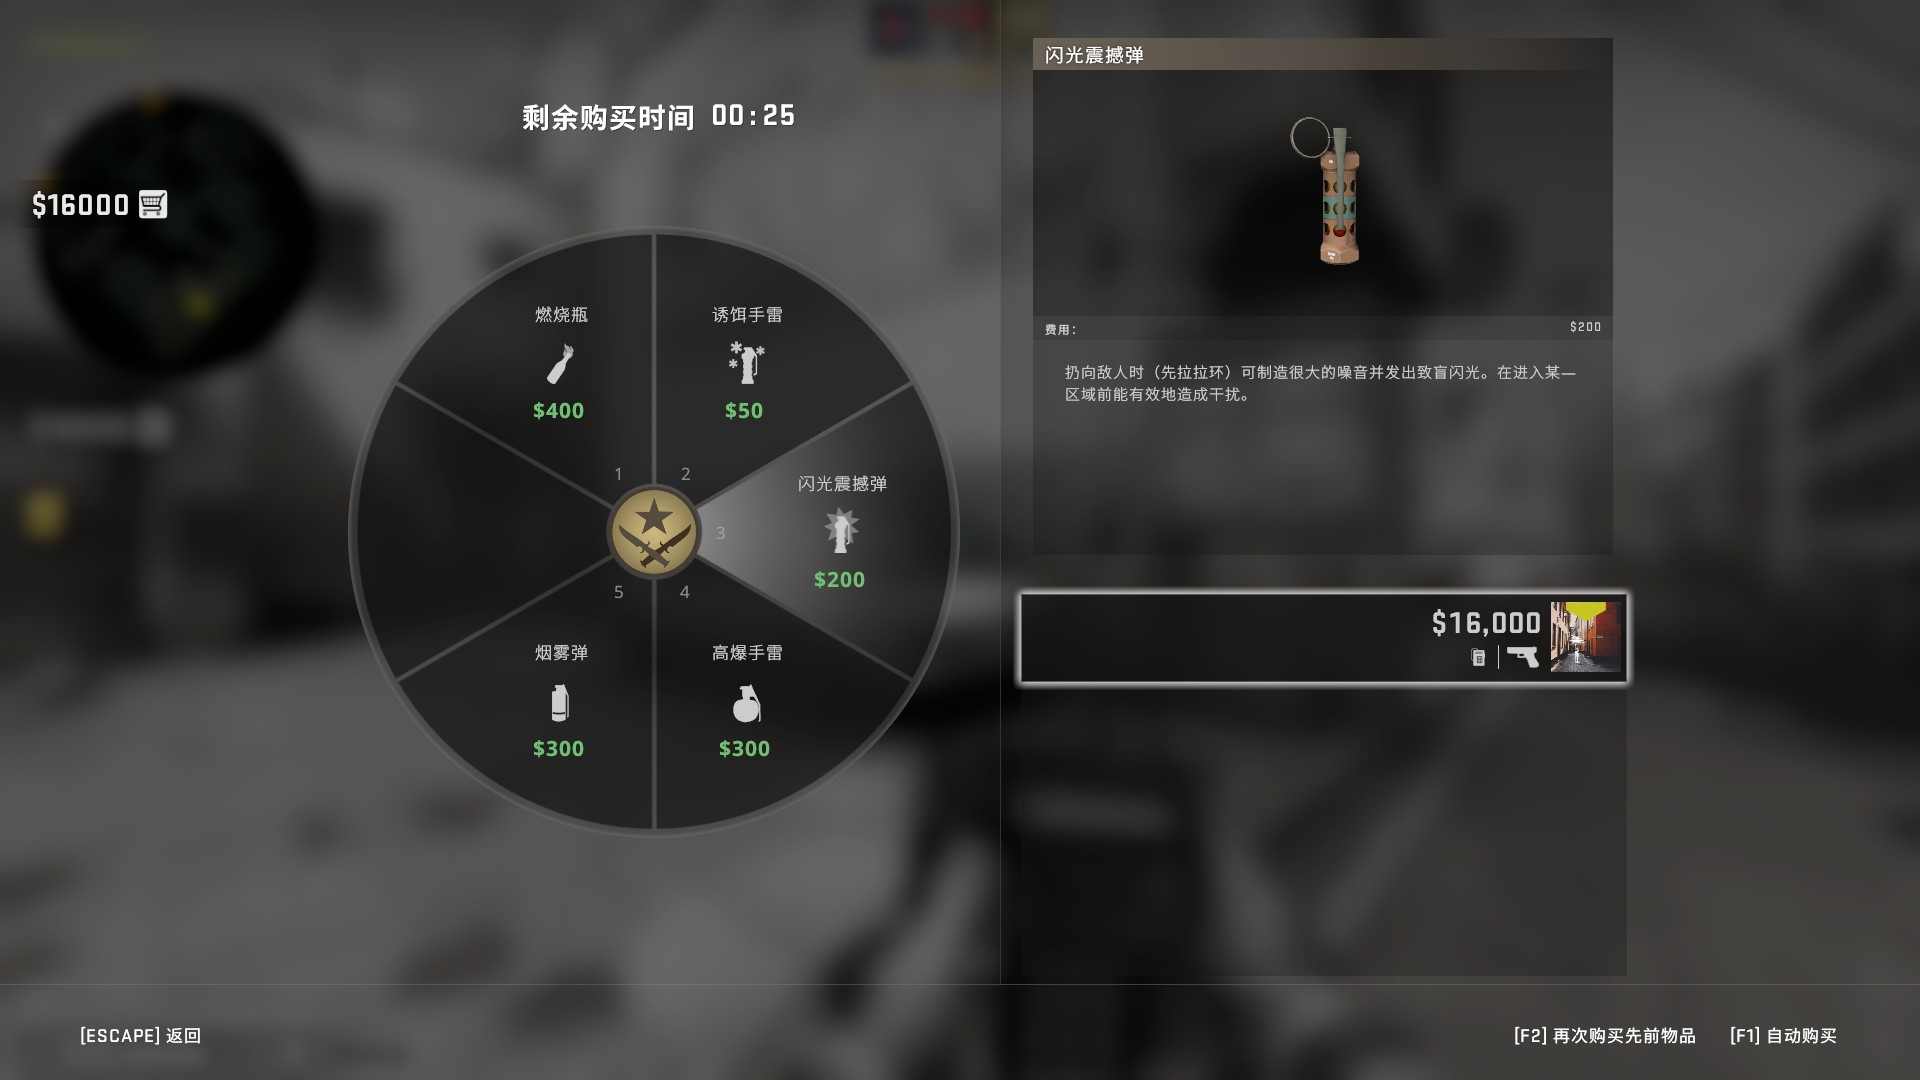 闪光震撼弹
剩余购买时间 00:25
$16000
燃烧瓶
$400
诱饵手雷
$50
1
2
闪光震撼弹
3
$200
5
4
烟雾弹
$300
高爆手雷
$300
费用:
$200
扔向敌人时（先拉拉环）可制造很大的噪音并发出致盲闪光。在进入某一
区域前能有效地造成干扰。
$16,000
[ESCAPE] 返回
[F2] 再次购买先前物品
[F1] 自动购买